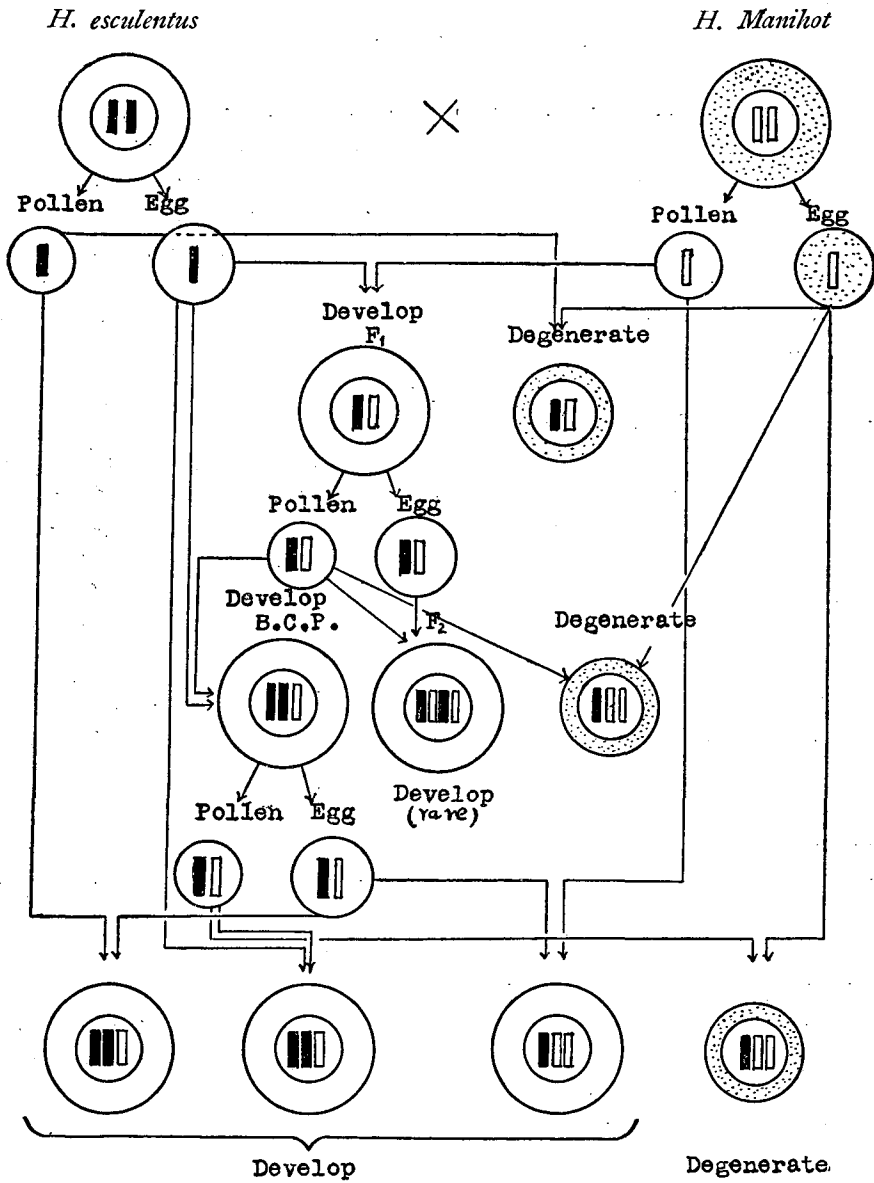 H. esculentus
H. Manihot
Pollen Egg
Pollen Egg
Develop
F₁
Degenerate
Pollen Egg
Develop
B.C.P.
F₂
Degenerate
Develop
(rare)
Pollen Egg
Develop
Degenerate.